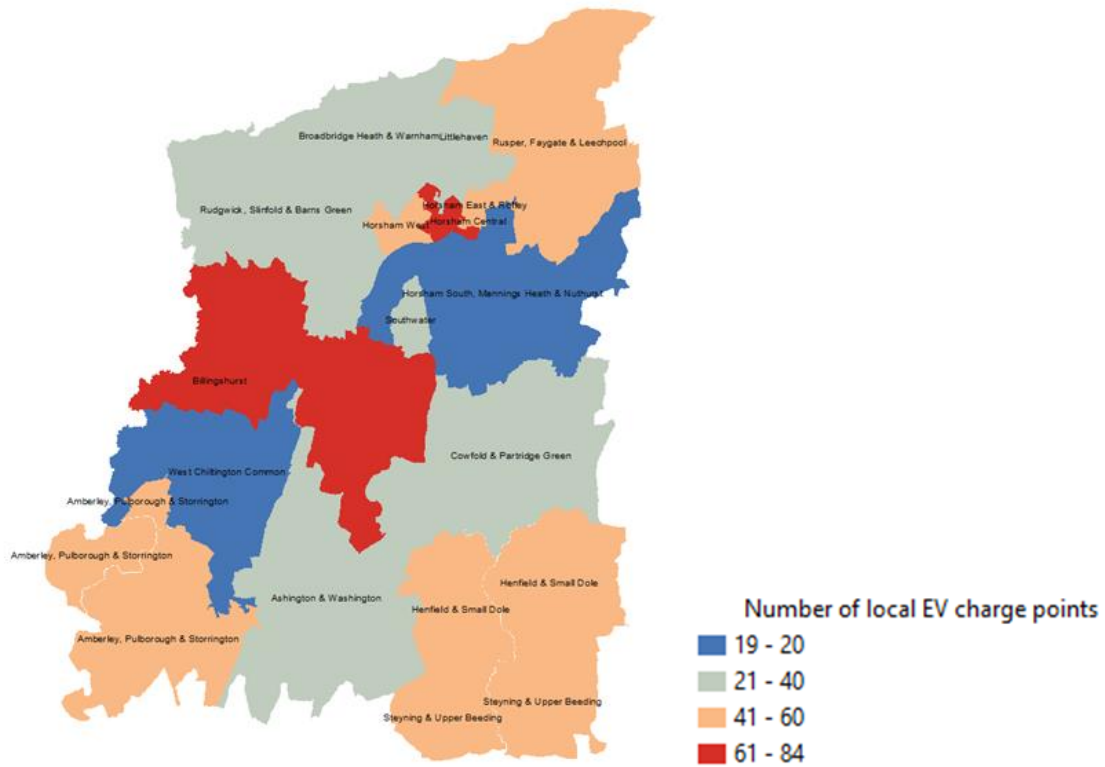 Broadbridge Heath & Warnham
Littlehaven
Rusper, Faygate & Leechpool
Rudgwick, Slinfold & Barns Green
Horsham East & Roffey
Horsham Central
Horsham West
Horsham South, Mannings Heath & Nuthurst
Southwater
Billingshurst
Cowfold & Partridge Green
West Chiltington Common
Amberley, Pulborough & Storrington
Amberley, Pulborough & Storrington
Henfield & Small Dole
Ashington & Washington
Henfield & Small Dole
Amberley, Pulborough & Storrington
Steyning & Upper Beeding
Steyning & Upper Beeding
Number of local EV charge points
19 - 20
21 - 40
41 - 60
61 - 84